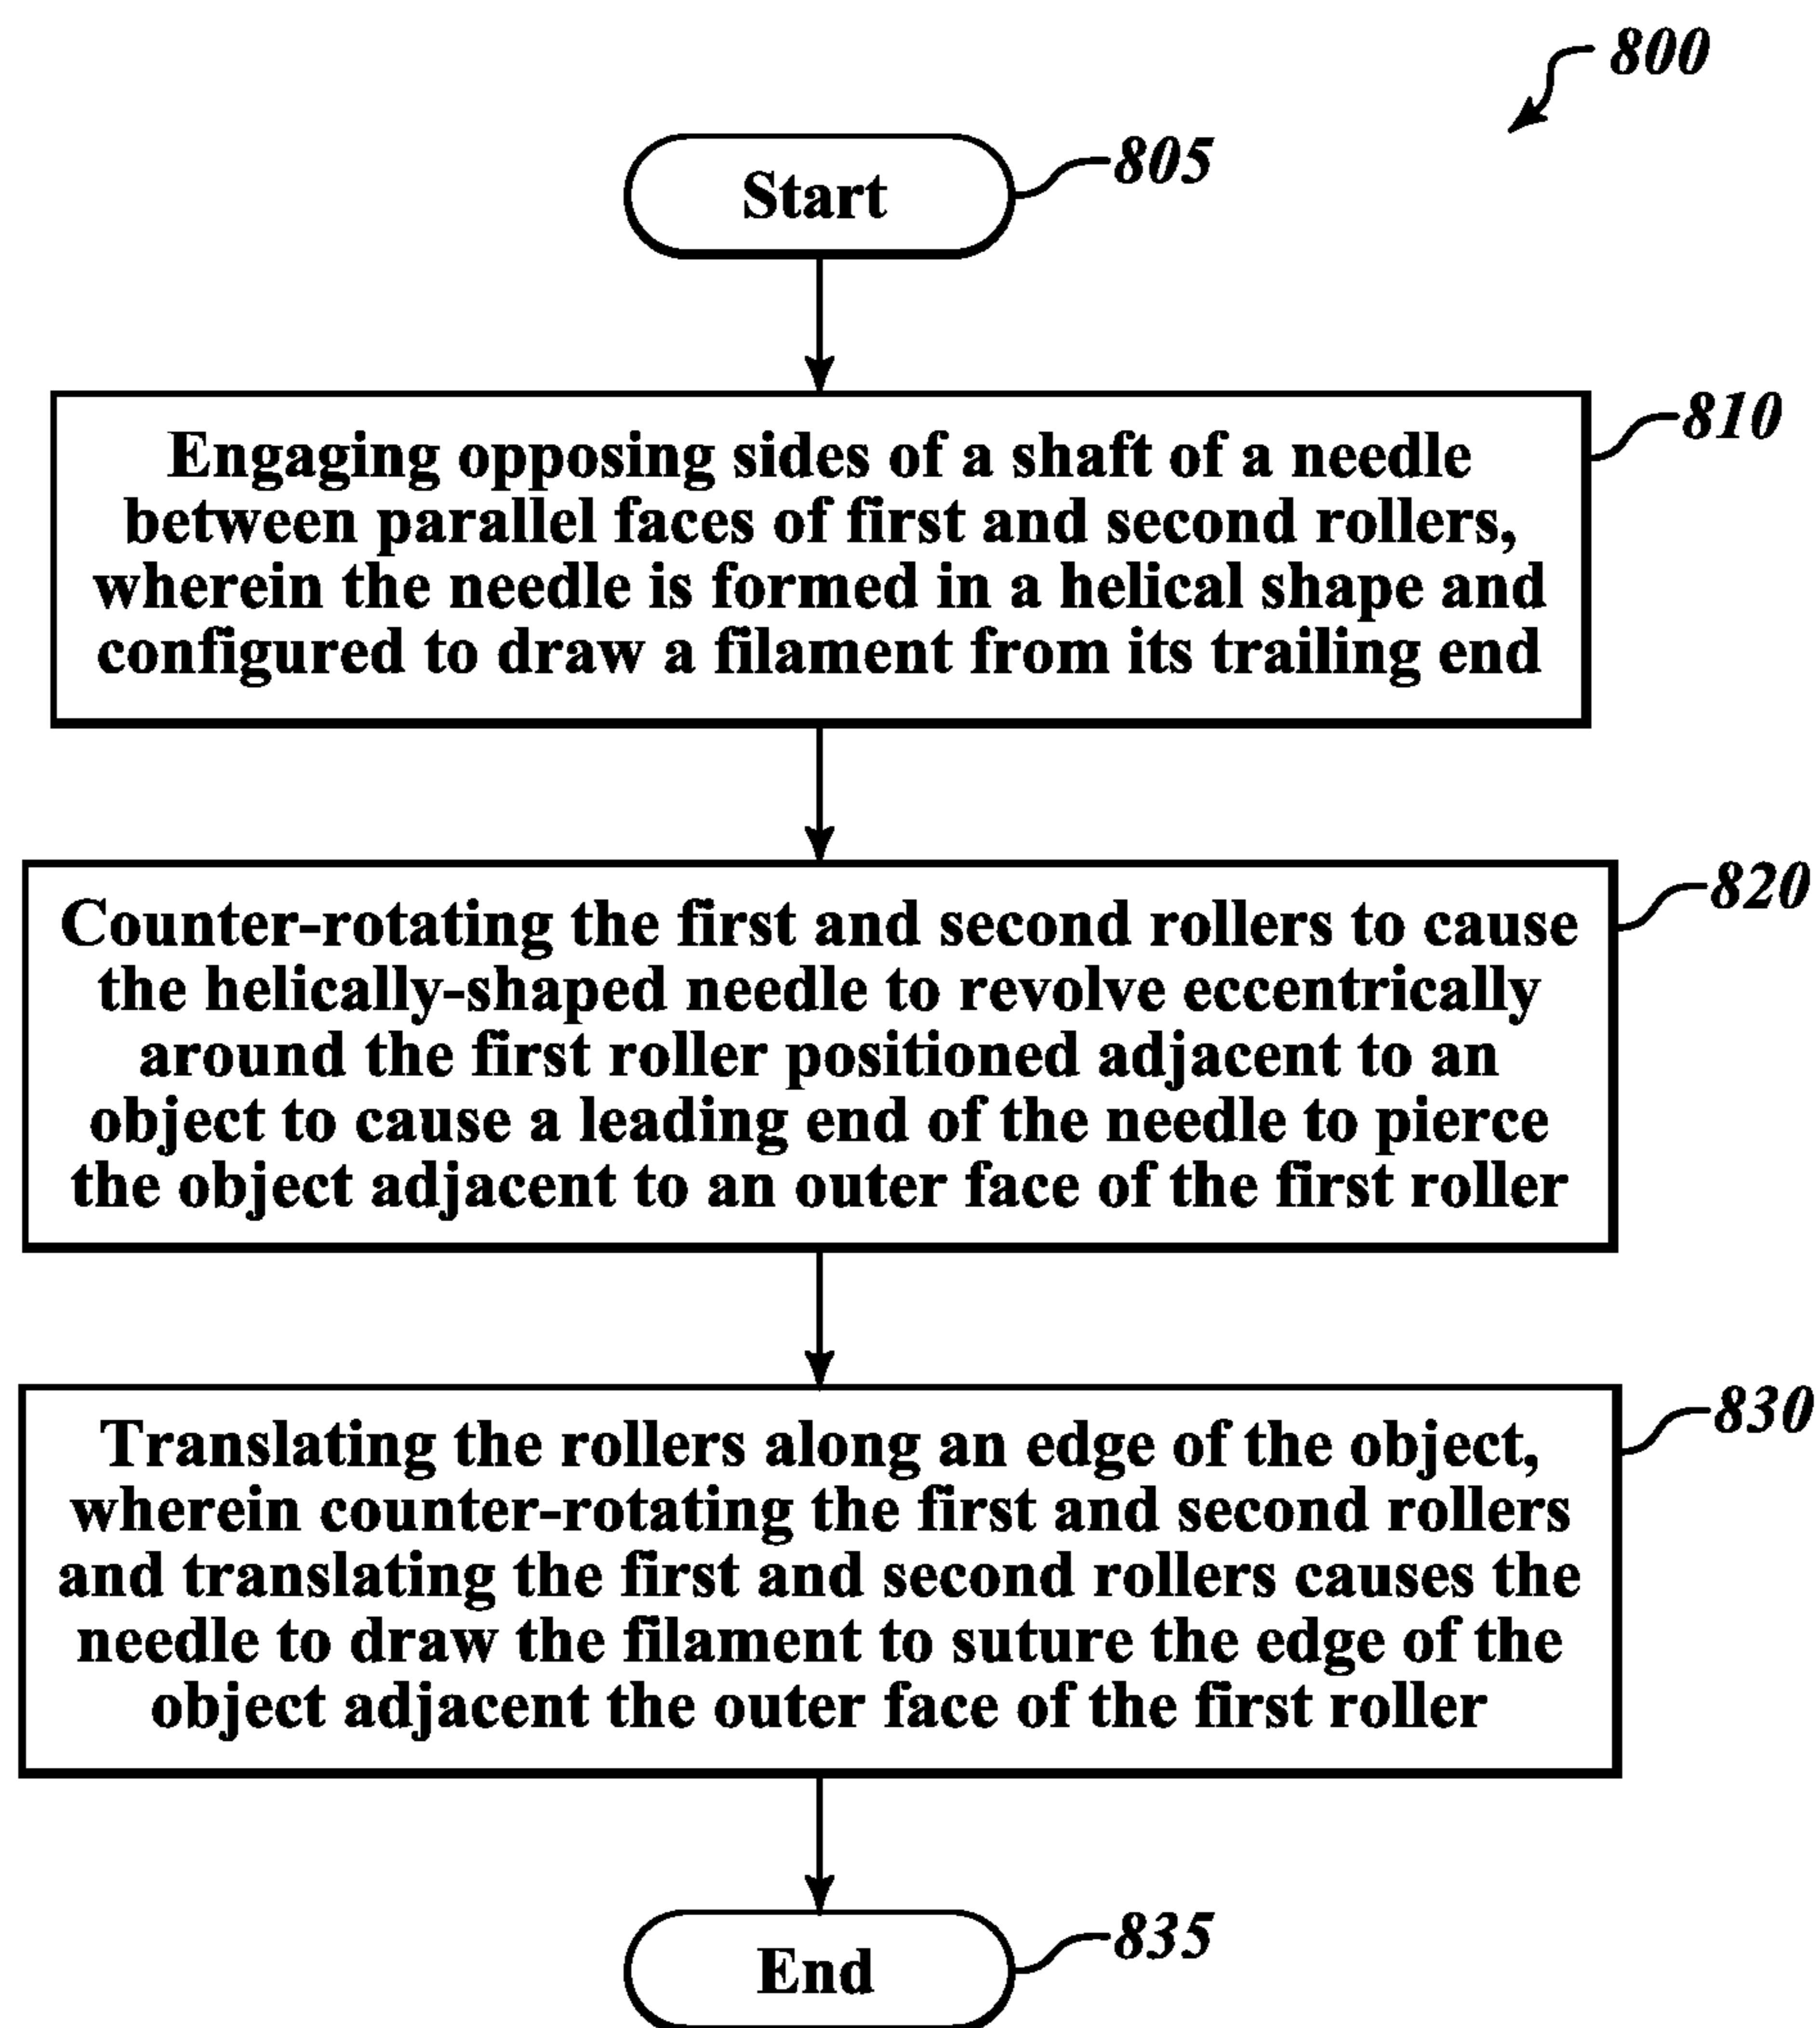 800
Start
805
Engaging opposing sides of a shaft of a needle
between parallel faces of first and second rollers,
wherein the needle is formed in a helical shape and
configured to draw a filament from its trailing end
810
Counter-rotating the first and second rollers to cause
the helically-shaped needle to revolve eccentrically
around the first roller positioned adjacent to an
object to cause a leading end of the needle to pierce
the object adjacent to an outer face of the first roller
820
Translating the rollers along an edge of the object,
wherein counter-rotating the first and second rollers
and translating the first and second rollers causes the
needle to draw the filament to suture the edge of the
object adjacent the outer face of the first roller
830
End
835